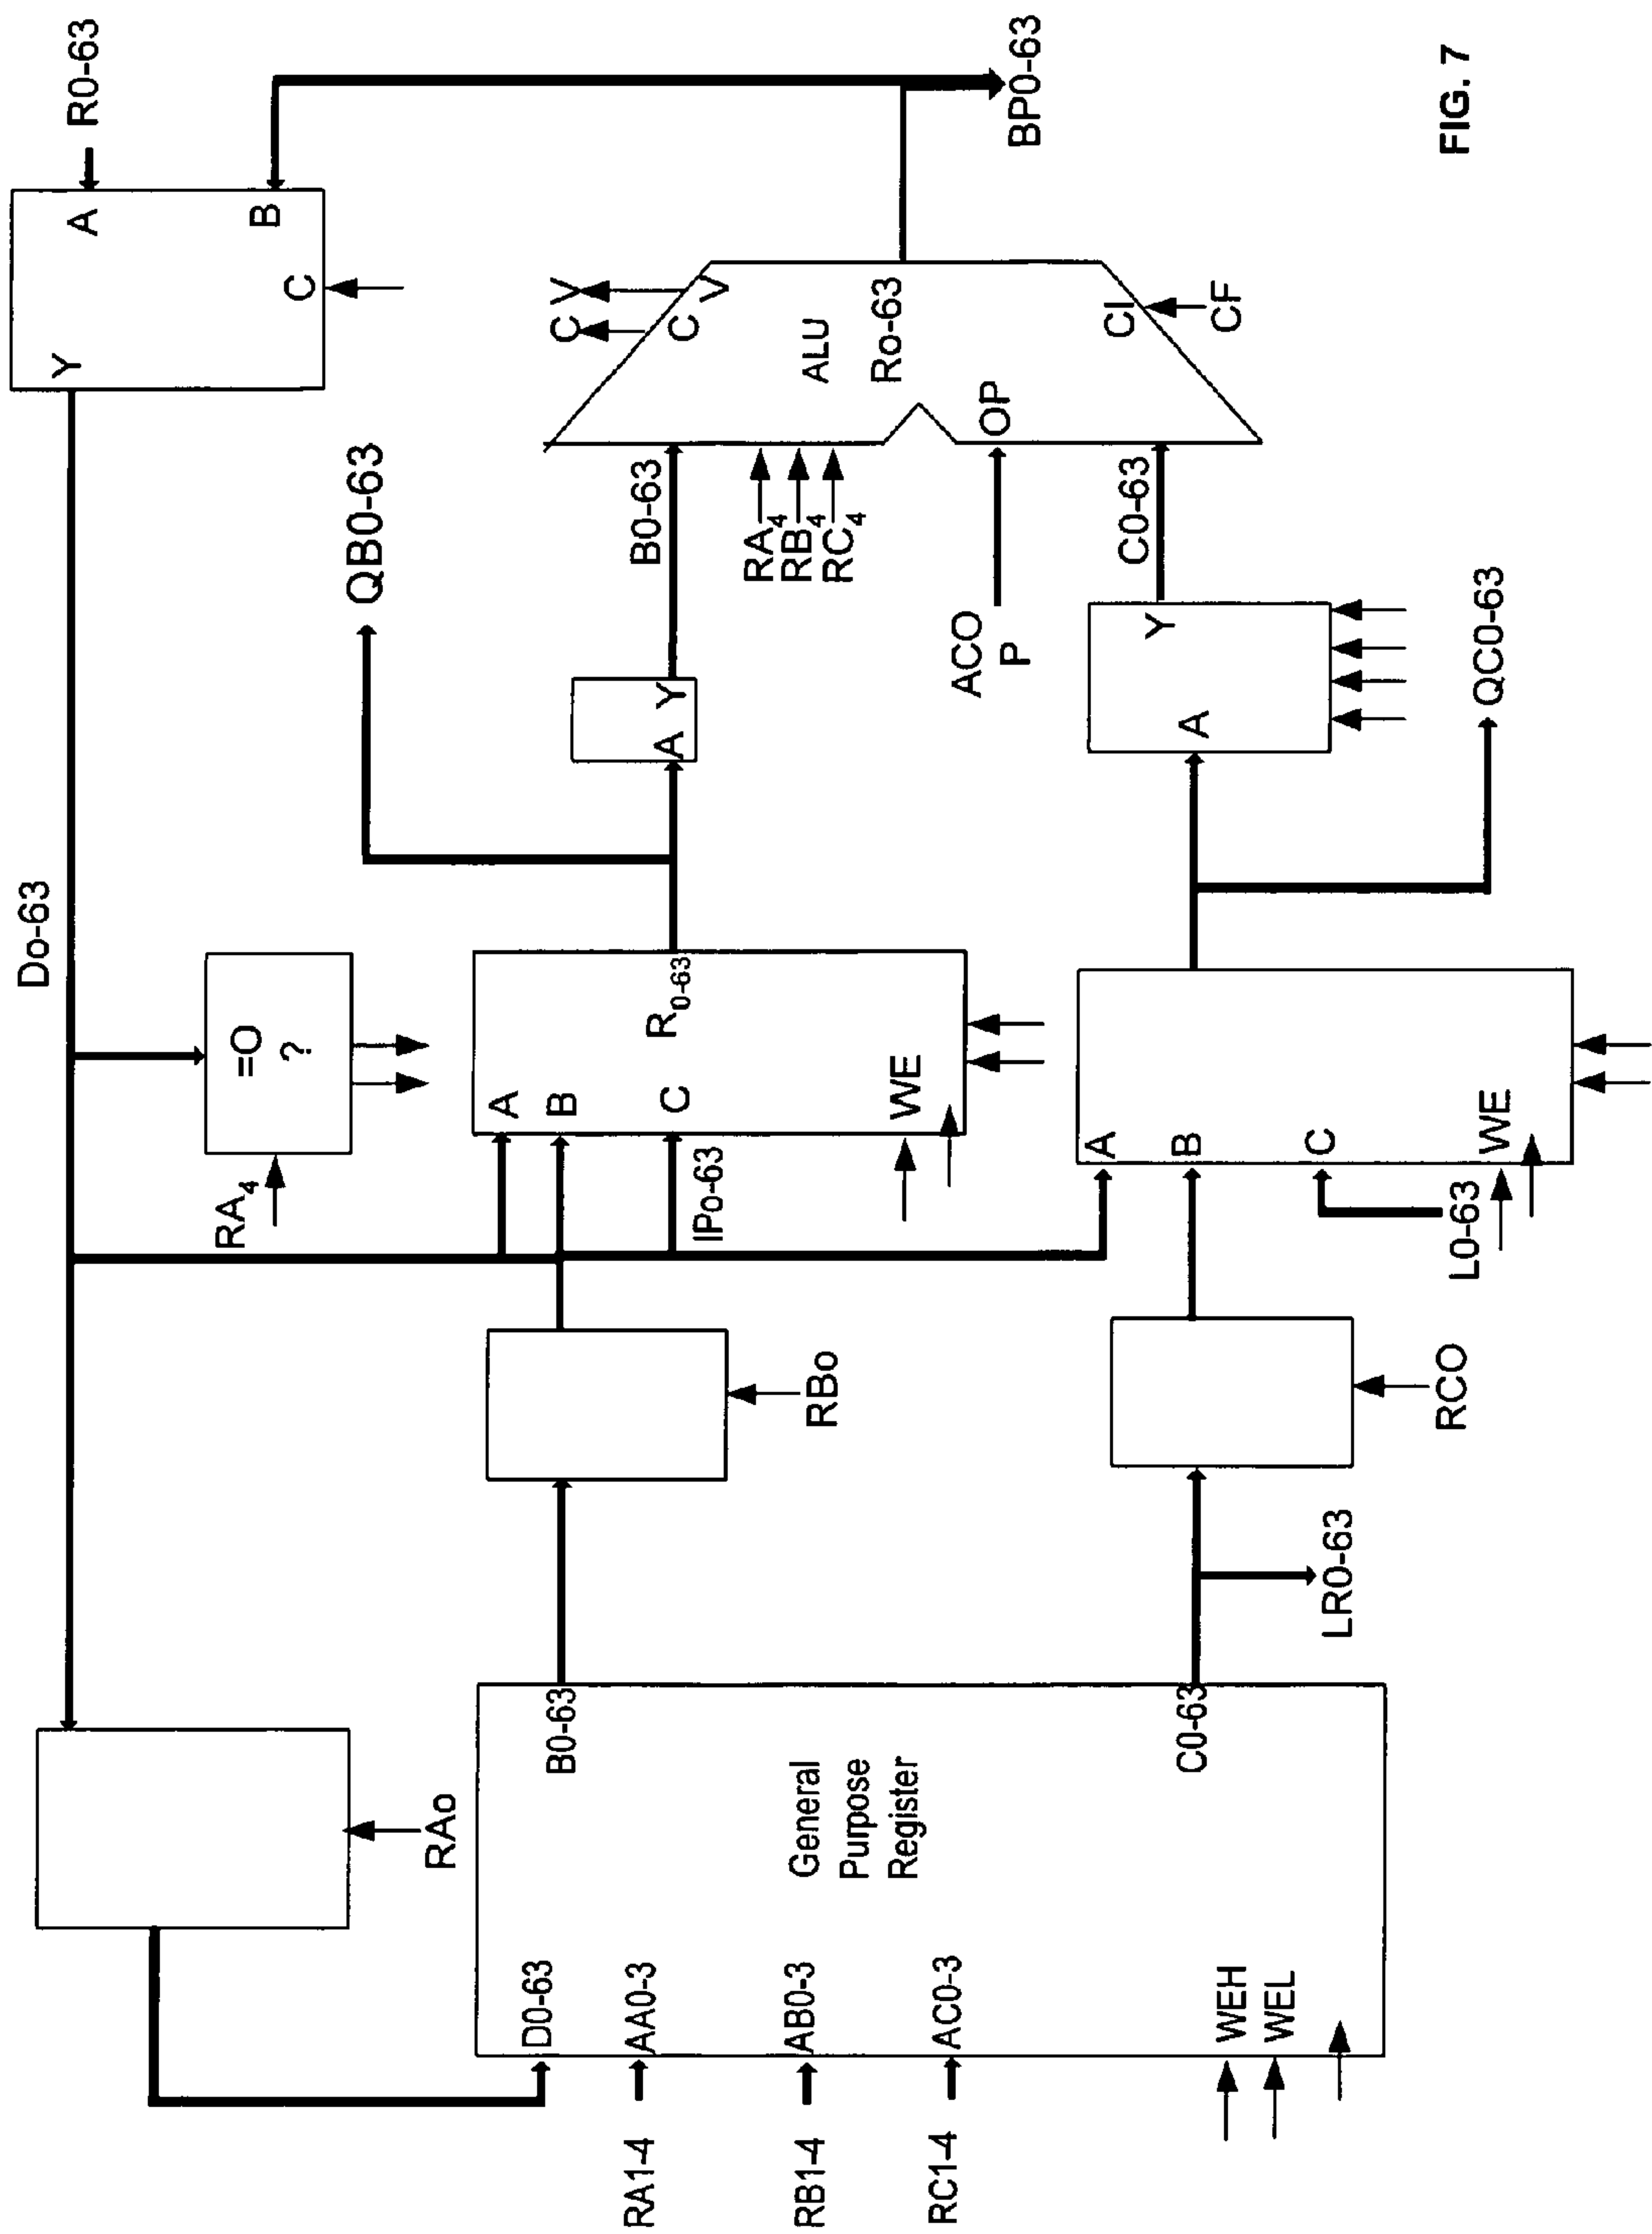 R0-63
A
B
C
Y
BP0-63
FIG. 7
Do-63
QB0-63
C V
C V
ALU
Ro-63
CI
CF
OP
B0-63
RA4
RB4
RC4
ACO
P
C0-63
A Y
A
Y
QC0-63
=O
?
RA4
A
B
C
R0-63
WE
IPo-63
A
B
C
WE
L0-63
RBo
RCO
RAo
LR0-63
B0-63
C0-63
General
Purpose
Register
D0-63
AA0-3
AB0-3
AC0-3
WEH
WEL
RA1-4
RB1-4
RC1-4